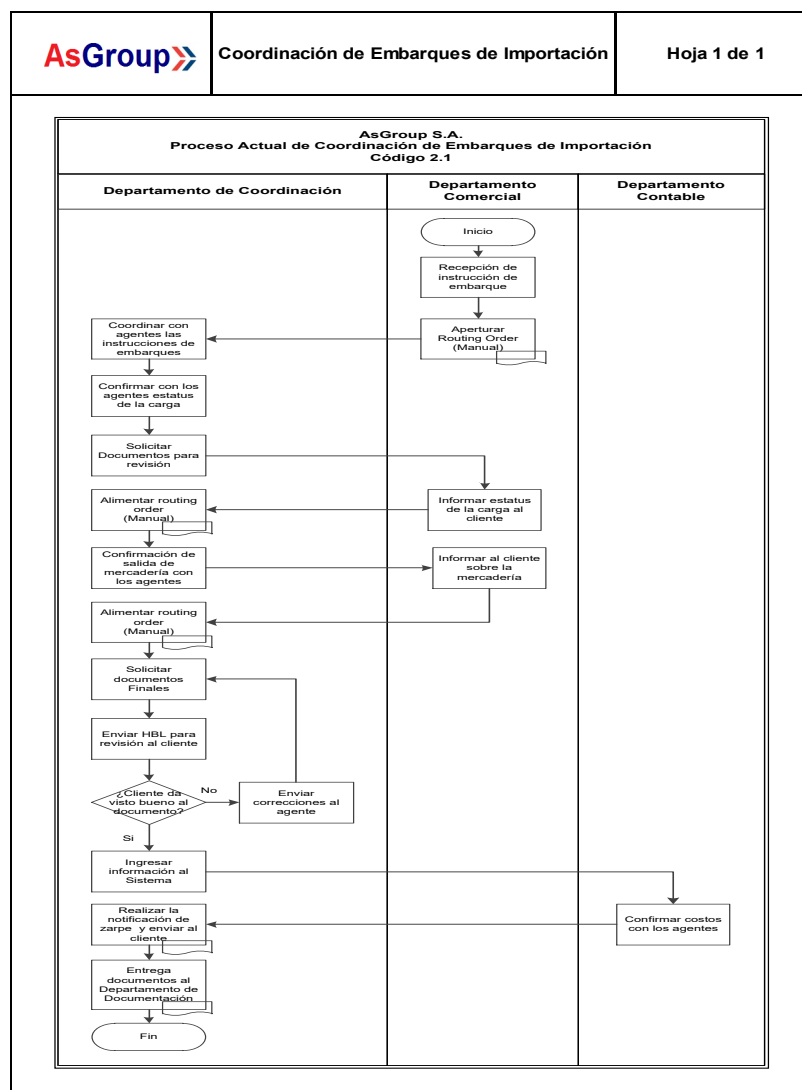 AsGroup
Coordinación de Embarques de Importación
Hoja 1 de 1
AsGroup S.A.
Proceso Actual de Coordinación de Embarques de Importación
Código 2.1
Departamento de Coordinación
Departamento
Comercial
Departamento
Contable
Inicio
Recepción de
instrucción de
embarque
Aperturar
Routing Order
(Manual)
Coordinar con
agentes las
instrucciones de
embarques
Confirmar con los
agentes estatus
de la carga
Solicitar
Documentos para
revisión
Informar estatus
de la carga al
cliente
Alimentar routing
order
(Manual)
Confirmación de
salida de
mercadería con
los agentes
Informar al cliente
sobre la
mercadería
Alimentar routing
order
(Manual)
Solicitar
documentos
Finales
Enviar HBL para
revisión al cliente
¿Cliente da
visto bueno al
documento?
No
Enviar
correcciones al
agente
Si
Ingresar
información al
Sistema
Confirmar costos
con los agentes
Realizar la
notificación de
zarpe y enviar al
cliente
Entrega
documentos al
Departamento de
Documentación
Fin